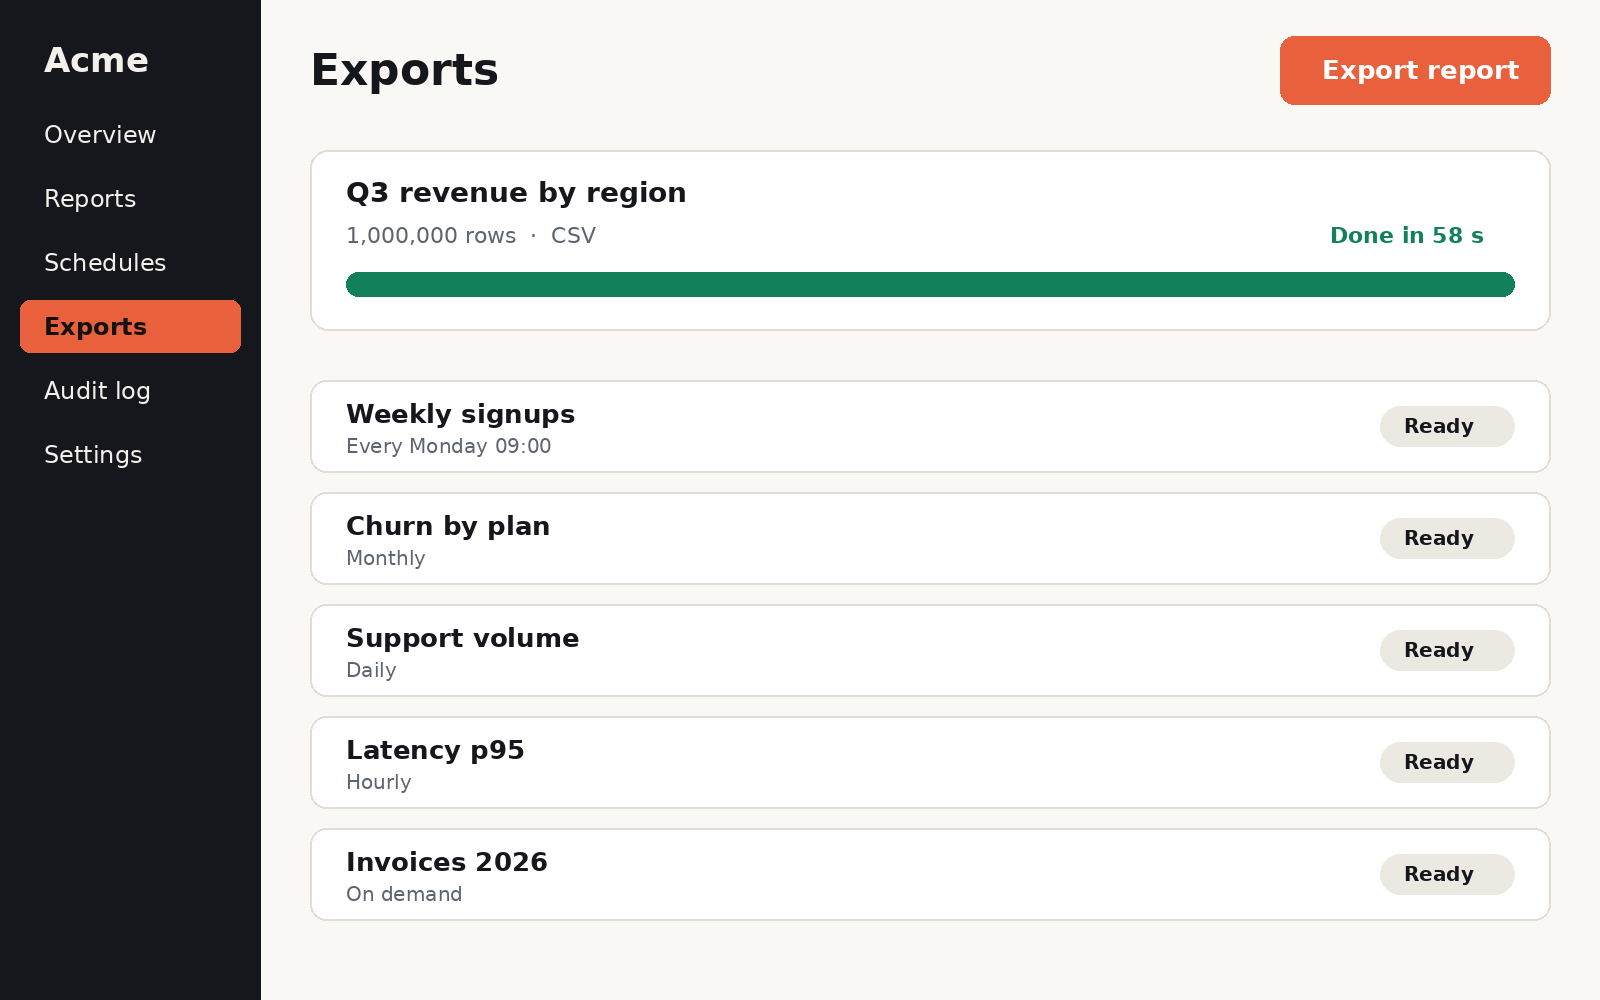 Acme
Overview
Reports
Schedules
Exports
Audit log
Settings
Exports
Export report
Q3 revenue by region
1,000,000 rows · CSV
Done in 58 s
Weekly signups
Every Monday 09:00
Ready
Churn by plan
Monthly
Ready
Support volume
Daily
Ready
Latency p95
Hourly
Ready
Invoices 2026
On demand
Ready